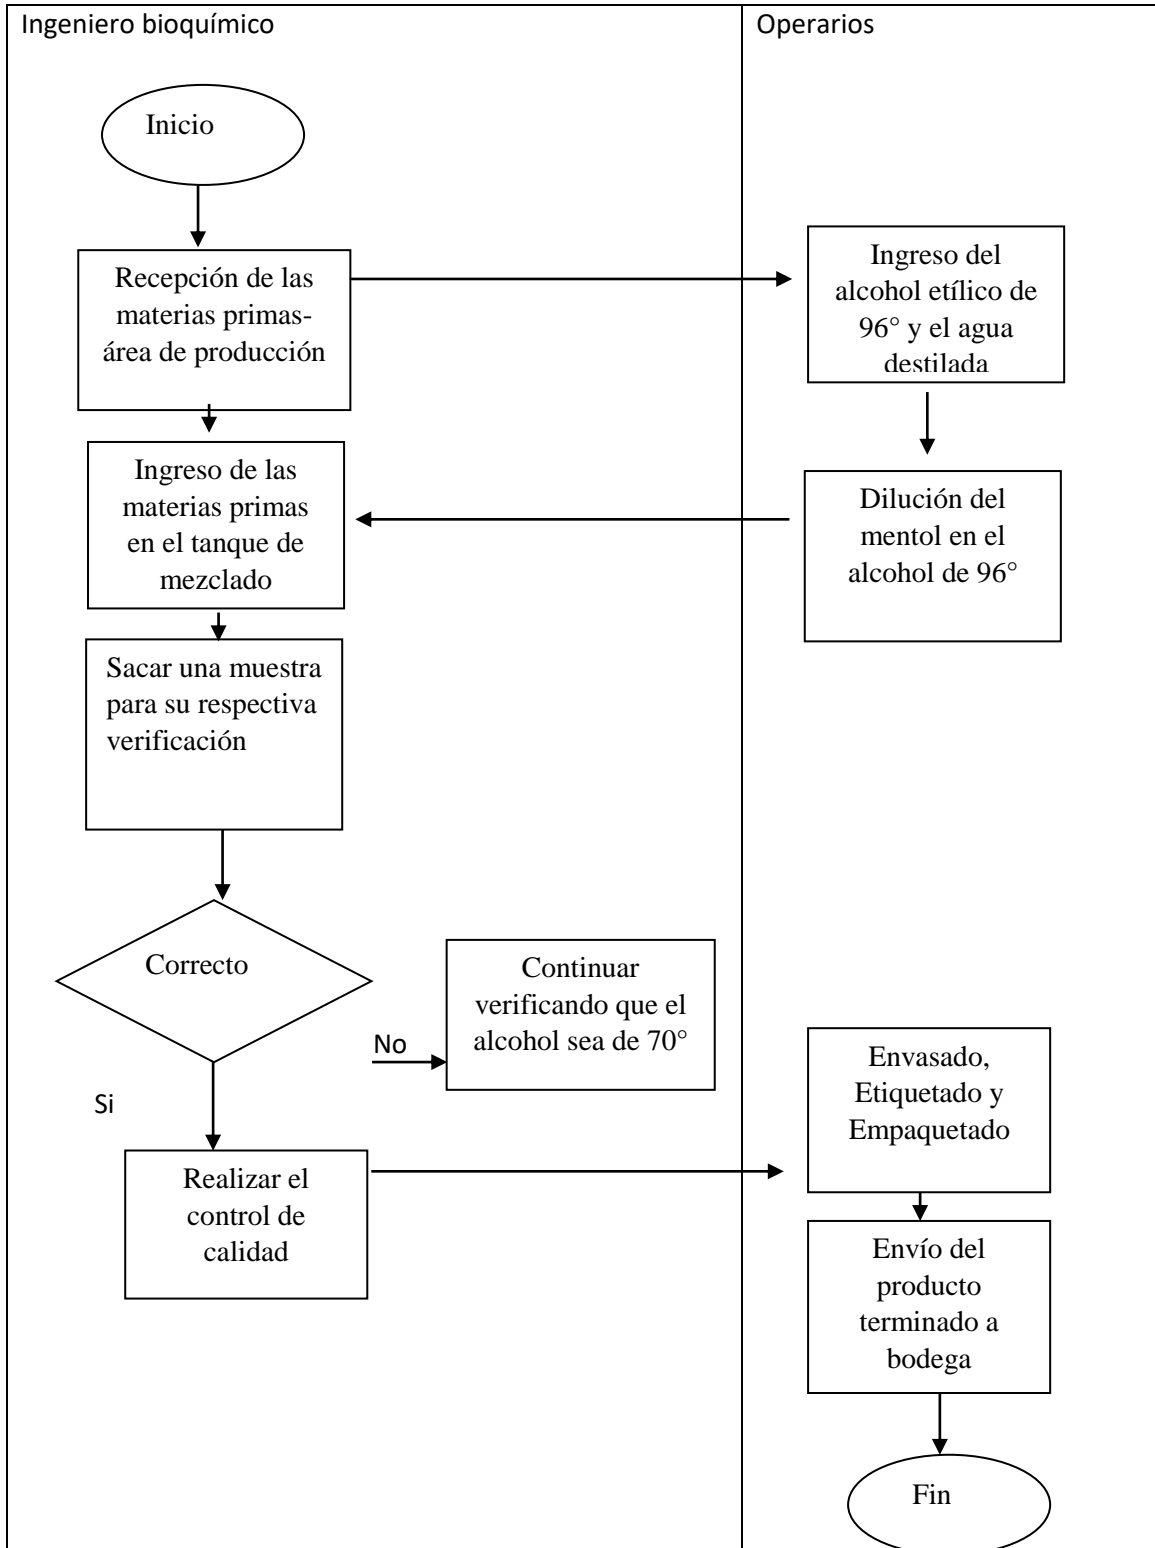 Ingeniero bioquímico
Operarios
Inicio
Recepción de las
materias primas-
área de producción
Ingreso del
alcohol etílico de
96° y el agua
destilada
Ingreso de las
materias primas
en el tanque de
mezclado
Dilución del
mentol en el
alcohol de 96°
Sacar una muestra
para su respectiva
verificación
Correcto
No
Continuar
verificando que el
alcohol sea de 70°
Si
Realizar el
control de
calidad
Envasado,
Etiquetado y
Empaquetado
Envío del
producto
terminado a
bodega
Fin